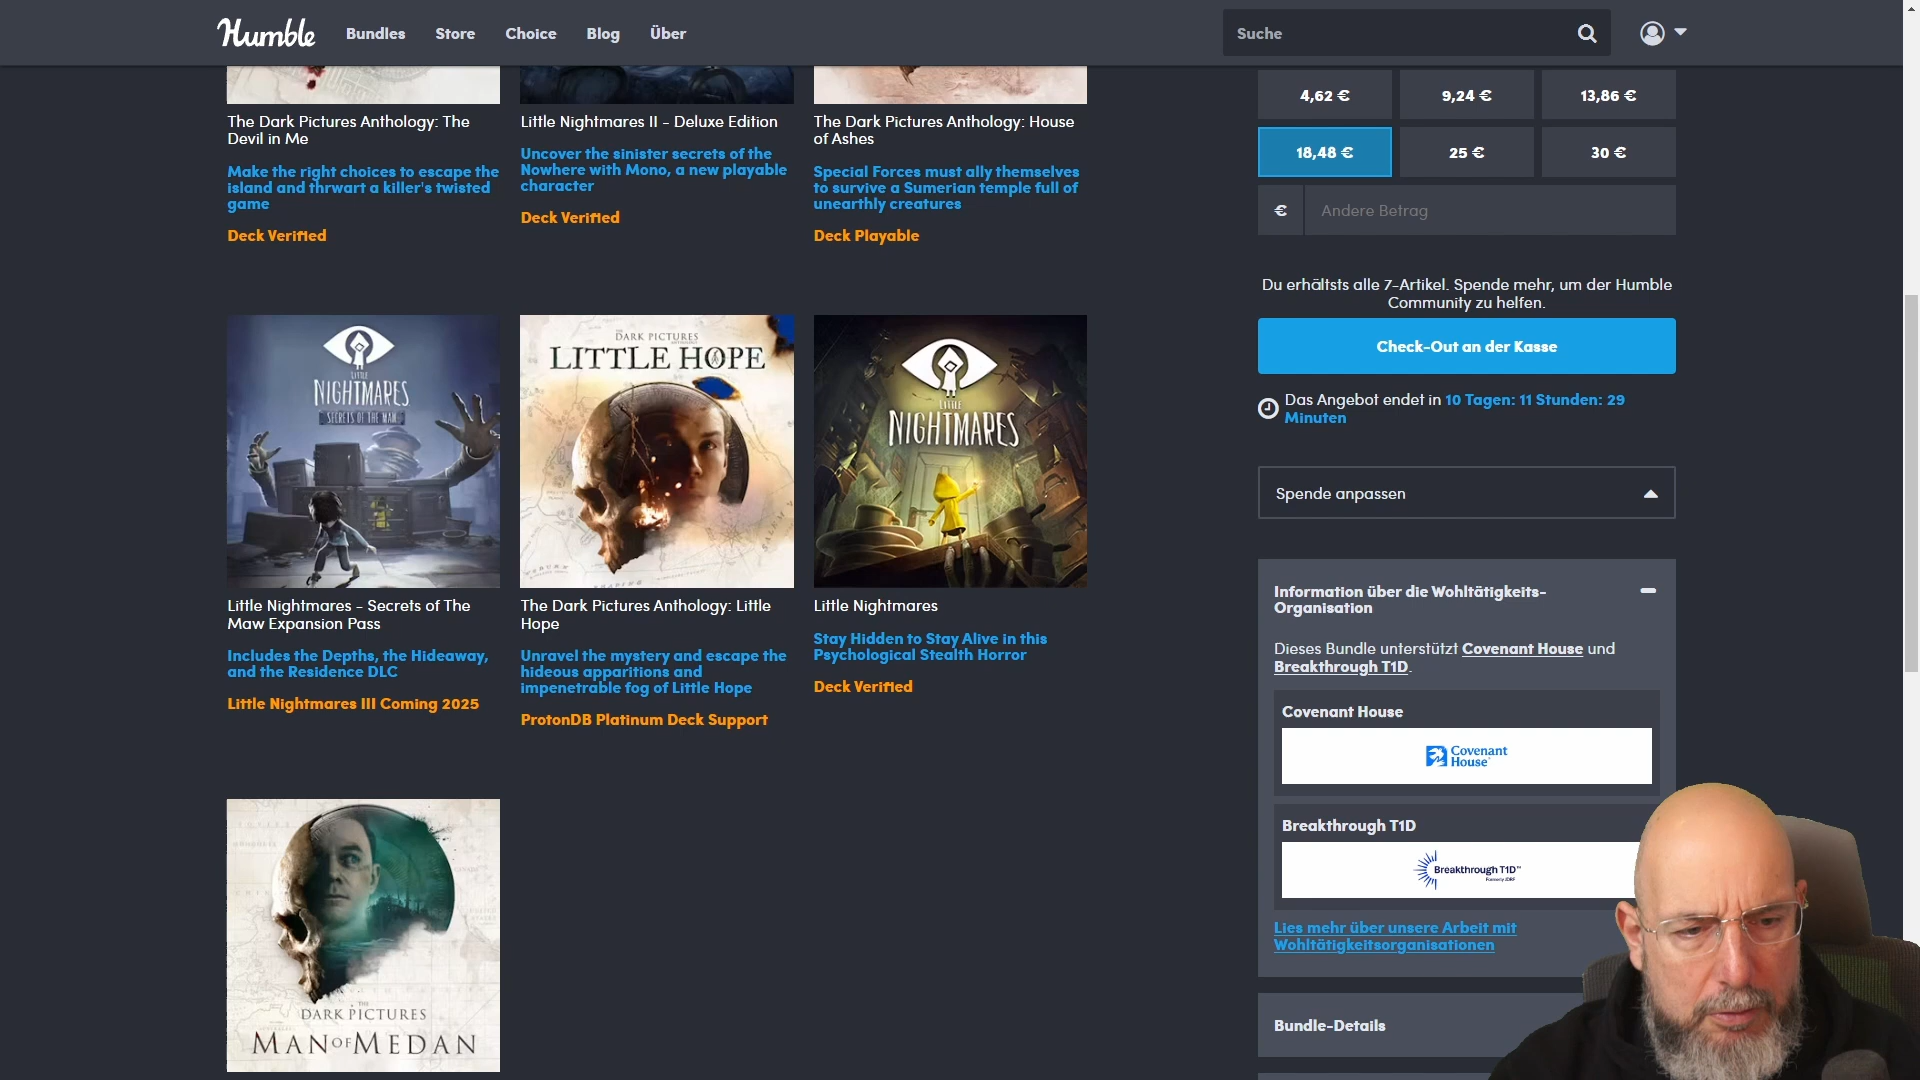 Humble
Bundles
Store
Choice
Blog
Über
Suche
The Dark Pictures Anthology: The
Devil in Me
Make the right choices to escape the
island and thrwart a killer's twisted
game
Deck Verified
Little Nightmares II - Deluxe Edition
Uncover the sinister secrets of the
Nowhere with Mono, a new playable
character
Deck Verified
The Dark Pictures Anthology: House
of Ashes
Special Forces must ally themselves
to survive a Sumerian temple full of
unearthly creatures
Deck Playable
LITTLE
NIGHTMARES
SECRETS OF THE MAW
Little Nightmares - Secrets of The
Maw Expansion Pass
Includes the Depths, the Hideaway,
and the Residence DLC
Little Nightmares III Coming 2025
THE
DARK PICTURES
LITTLE HOPE
The Dark Pictures Anthology: Little
Hope
Unravel the mystery and escape the
hideous apparitions and
impenetrable fog of Little Hope
ProtonDB Platinum Deck Support
LITTLE
NIGHTMARES
Little Nightmares
Stay Hidden to Stay Alive in this
Psychological Stealth Horror
Deck Verified
THE
DARK PICTURES
MAN OF MEDAN
4,62 €
9,24 €
13,86 €
18,48 €
25 €
30 €
€
Andere Betrag
Du erhältsts alle 7-Artikel. Spende mehr, um der Humble
Community zu helfen.
Check-Out an der Kasse
Das Angebot endet in 10 Tagen: 11 Stunden: 29
Minuten
Spende anpassen
Information über die Wohltätigkeits-
Organisation
Dieses Bundle unterstützt Covenant House und
Breakthrough T1D.
Covenant House
Covenant
House
Breakthrough T1D
Breakthrough T1D™
Formerly JDRF
Lies mehr über unsere Arbeit mit
Wohltätigkeitsorganisationen
Bundle-Details